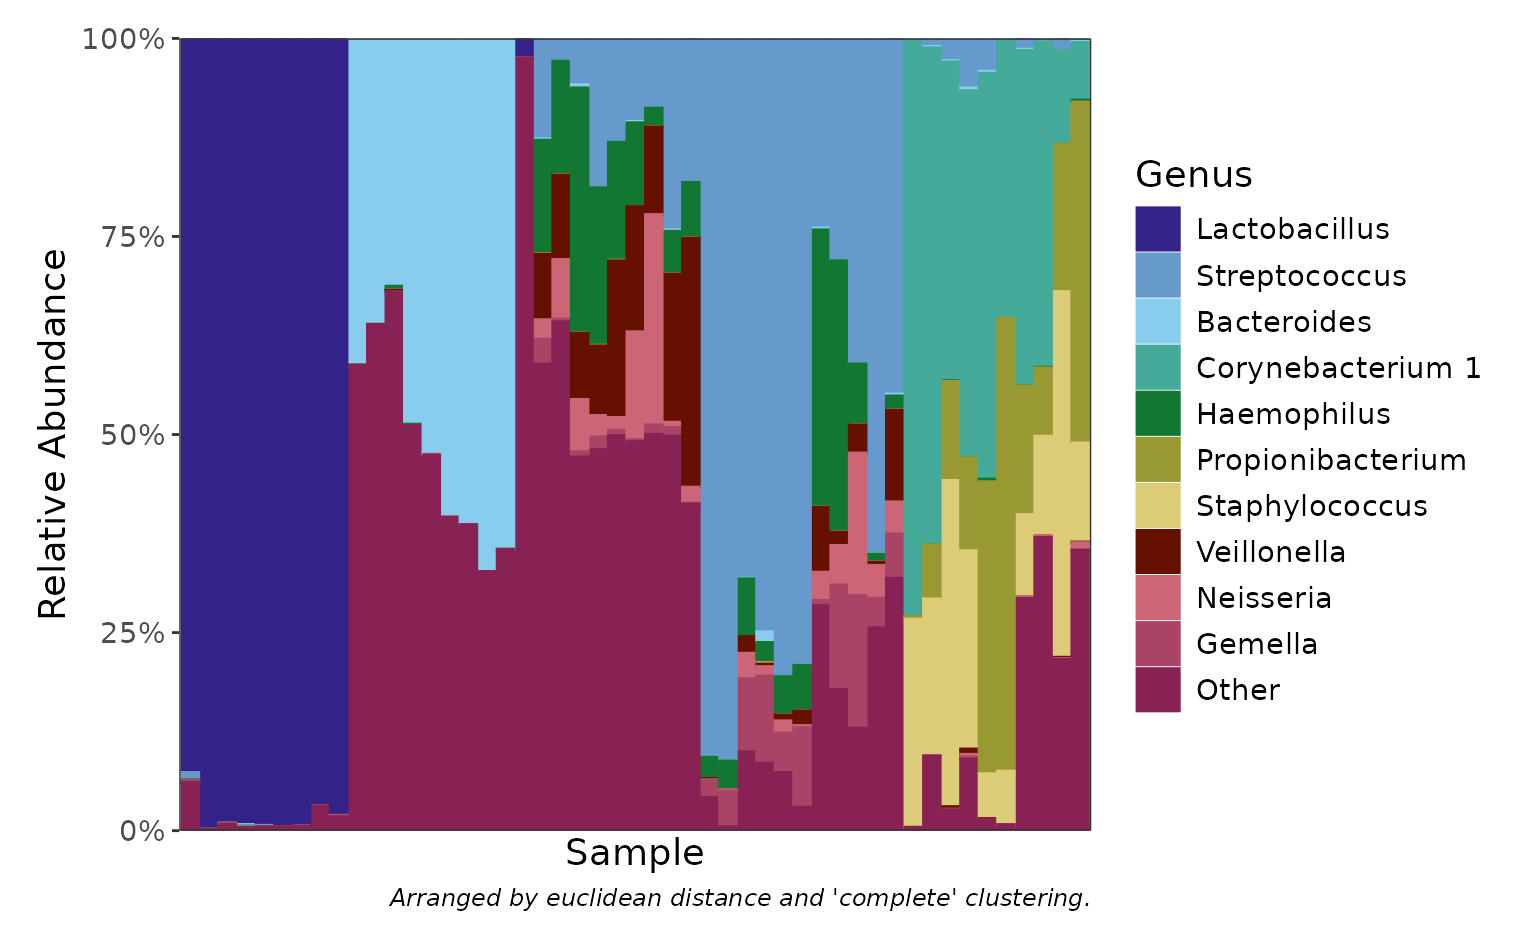 100%
75%
50%
25%
0%
Relative Abundance
Sample
Arranged by euclidean distance and 'complete' clustering.
Genus
Lactobacillus
Streptococcus
Bacteroides
Corynebacterium 1
Haemophilus
Propionibacterium
Staphylococcus
Veillonella
Neisseria
Gemella
Other